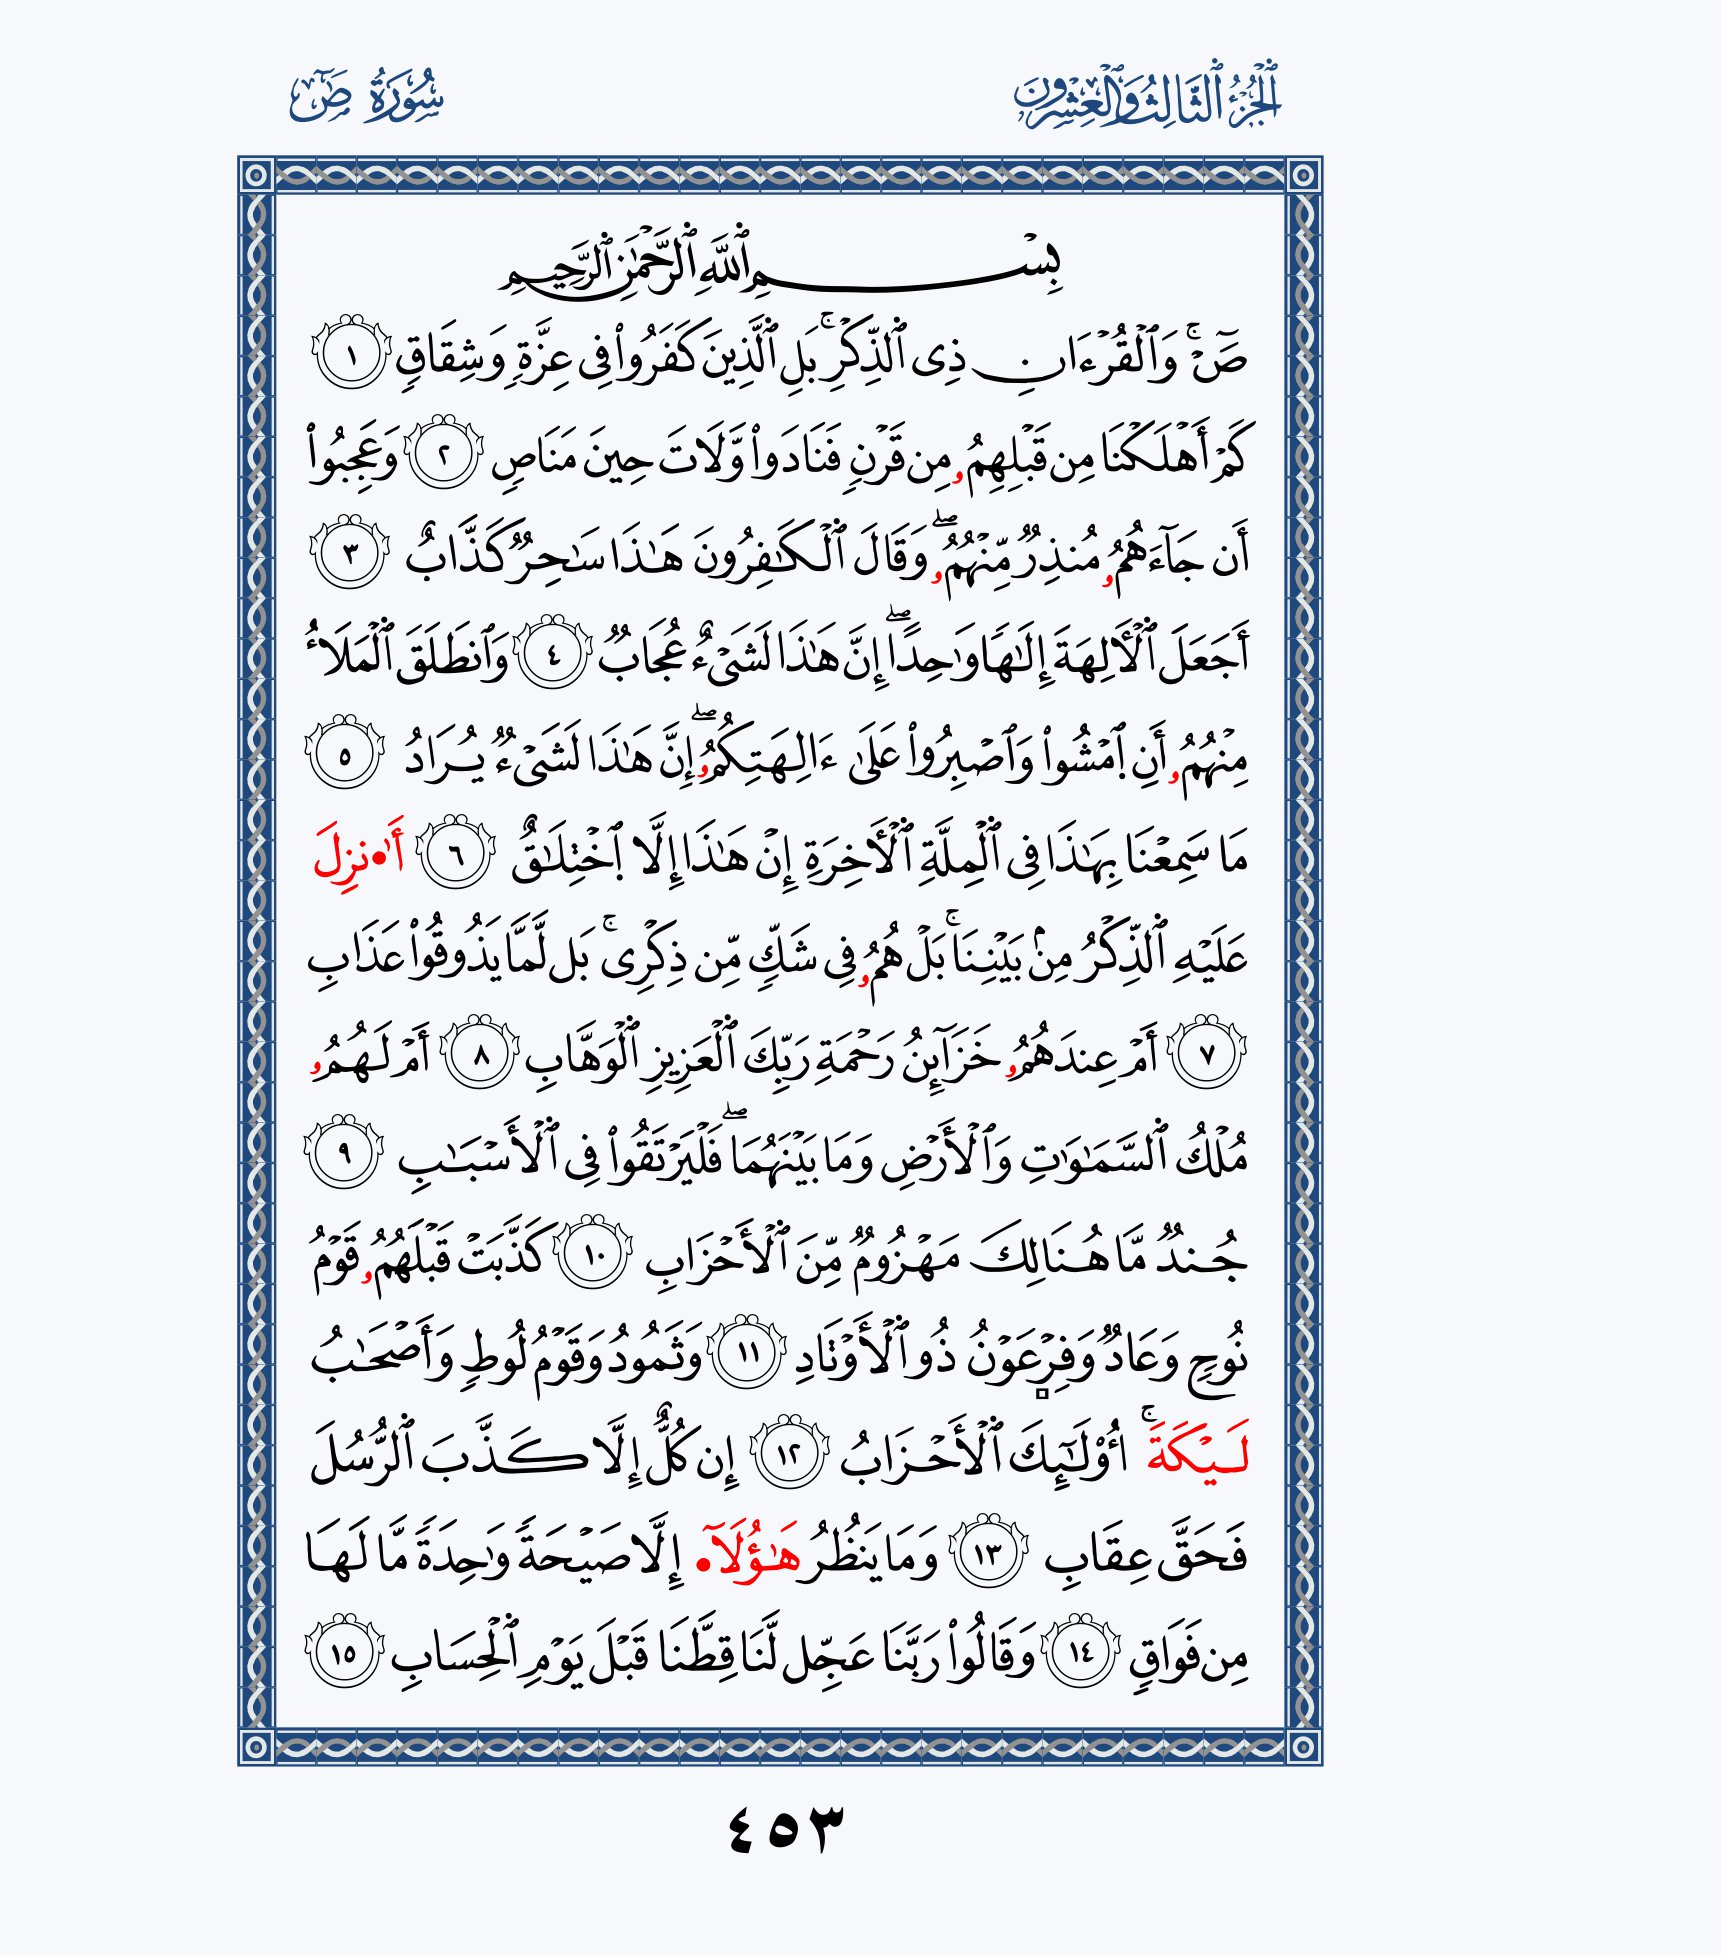 ٱلْجُزْءُ ٱلثَّالِثُ وَٱلْعِشْرُونَ
سُورَةُ صٓ
بِسْمِ ٱللَّهِ ٱلرَّحْمَٰنِ ٱلرَّحِيمِ
صٓۚ وَٱلْقُرْءَانِ ذِى ٱلذِّكْرِۚ بَلِ ٱلَّذِينَ كَفَرُوا۟ فِى عِزَّةٍ وَشِقَاقٍ ١
كَمْ أَهْلَكْنَا مِن قَبْلِهِمُۥ مِن قَرْنٍ فَنَادَوا۟ وَّلَاتَ حِينَ مَنَاصٍ ٢ وَعَجِبُوا۟
أَن جَآءَهُمُۥ مُنذِرٌ مِّنْهُمُۥۖ وَقَالَ ٱلْكَٰفِرُونَ هَٰذَا سَٰحِرٌ كَذَّابٌ ٣
أَجَعَلَ ٱلْأَلِهَةَ إِلَٰهًا وَٰحِدًاۖ إِنَّ هَٰذَا لَشَىْءٌ عُجَابٌ ٤ وَٱنطَلَقَ ٱلْمَلَأُ
مِنْهُمُۥ أَنِ ٱمْشُوا۟ وَٱصْبِرُوا۟ عَلَىٰ ءَالِهَتِكُمُۥۖ إِنَّ هَٰذَا لَشَىْءٌ يُرَادُ ٥
مَا سَمِعْنَا بِهَٰذَا فِى ٱلْمِلَّةِ ٱلْأَخِرَةِ إِنْ هَٰذَا إِلَّا ٱخْتِلَٰقٌ ٦ أَا۬نزِلَ
عَلَيْهِ ٱلذِّكْرُ مِنۢ بَيْنِنَاۚ بَلْ هُمُۥ فِى شَكٍّ مِّن ذِكْرِىۚ بَل لَّمَّا يَذُوقُوا۟ عَذَابِ
٧ أَمْ عِندَهُمُۥ خَزَآئِنُ رَحْمَةِ رَبِّكَ ٱلْعَزِيزِ ٱلْوَهَّابِ ٨ أَمْ لَهُمُۥ
مُلْكُ ٱلسَّمَٰوَٰتِ وَٱلْأَرْضِ وَمَا بَيْنَهُمَاۖ فَلْيَرْتَقُوا۟ فِى ٱلْأَسْبَٰبِ ٩
جُندٌ مَّا هُنَالِكَ مَهْزُومٌ مِّنَ ٱلْأَحْزَابِ ١٠ كَذَّبَتْ قَبْلَهُمُۥ قَوْمُ
نُوحٍ وَعَادٌ وَفِرْعَوْنُ ذُو ٱلْأَوْتَادِ ١١ وَثَمُودُ وَقَوْمُ لُوطٍ وَأَصْحَٰبُ
لَيْكَةَۚ أُو۟لَٰٓئِكَ ٱلْأَحْزَابُ ١٢ إِن كُلٌّ إِلَّا كَذَّبَ ٱلرُّسُلَ
فَحَقَّ عِقَابِ ١٣ وَمَا يَنظُرُ هَٰؤُلَآ• إِلَّا صَيْحَةً وَٰحِدَةً مَّا لَهَا
مِن فَوَاقٍ ١٤ وَقَالُوا۟ رَبَّنَا عَجِّل لَّنَا قِطَّنَا قَبْلَ يَوْمِ ٱلْحِسَابِ ١٥
٤٥٣